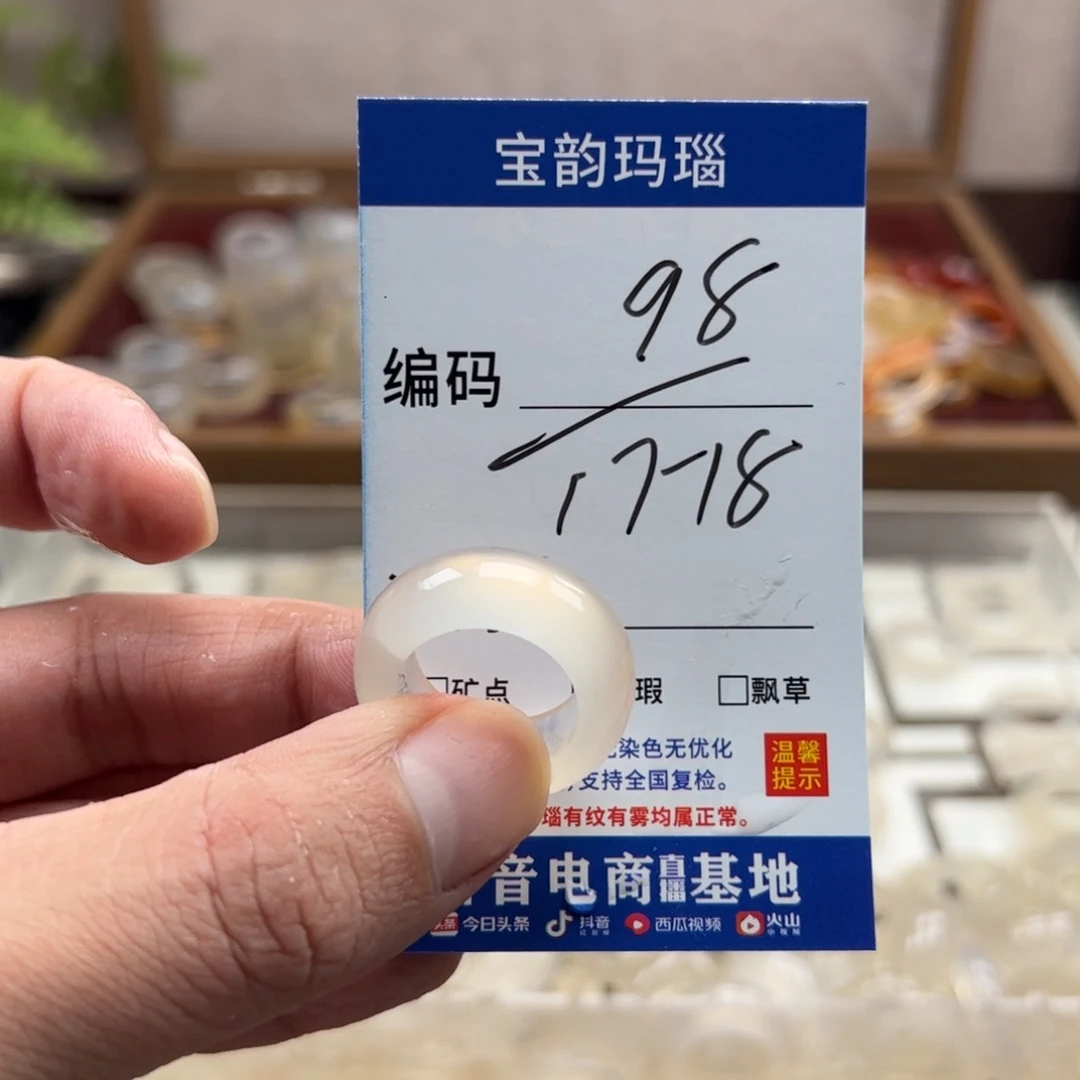 宝韵玛瑙
98
编码
17-18
矿点 瑕 □飘草
染色无优化 温馨
支持全国复检。 提示
瑙有纹有雾均属正常。
音电商直播基地
头条 今日头条 抖音 西瓜视频 火山